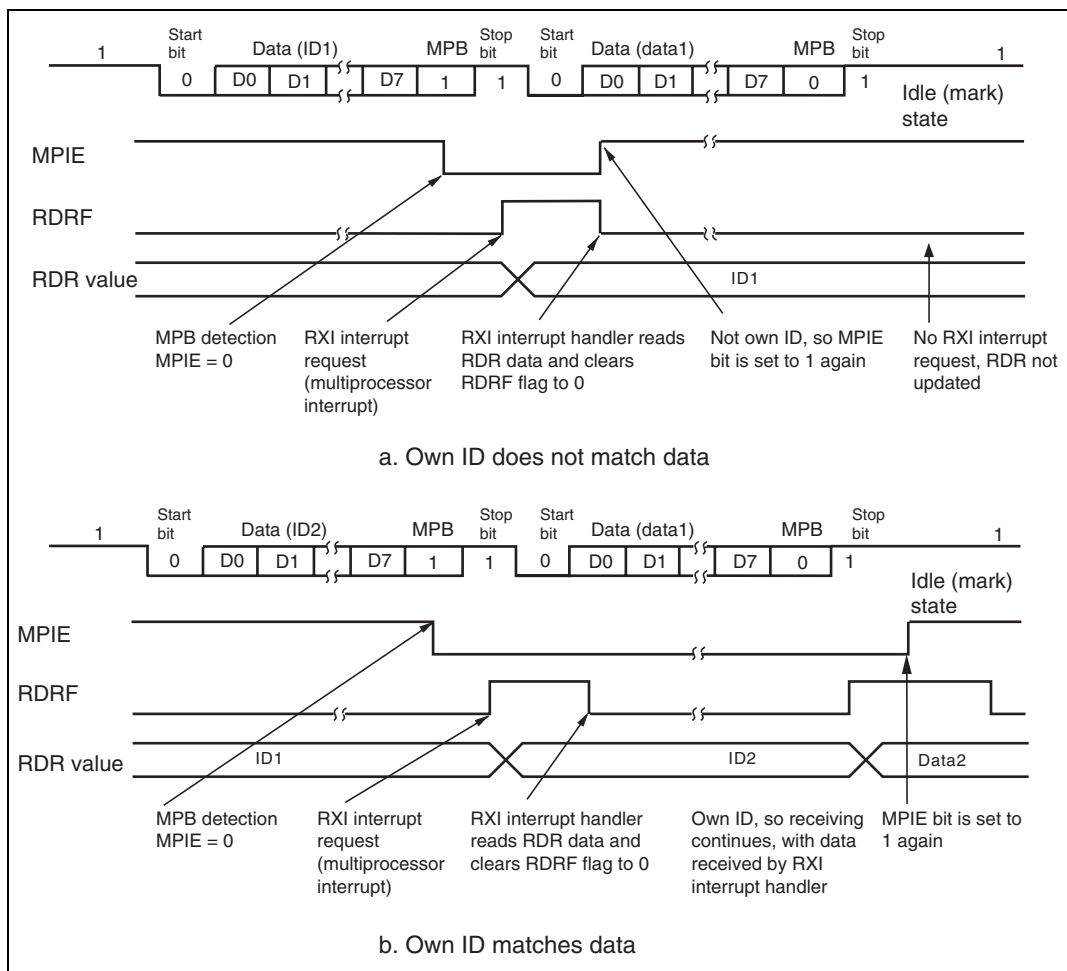 Start bit Data (ID1) MPB Stop bit Start bit Data (data1) MPB Stop bit
1 0 D0 D1 D7 1 1 0 D0 D1 D7 0 1 1
Idle (mark) state
MPIE
RDRF
RDR value ID1
MPB detection
MPIE = 0
RXI interrupt
request
(multiprocessor
interrupt)
RXI interrupt handler reads
RDR data and clears
RDRF flag to 0
Not own ID, so MPIE
bit is set to 1 again
No RXI interrupt
request, RDR not
updated
a. Own ID does not match data
Start bit Data (ID2) MPB Stop bit Start bit Data (data1) MPB Stop bit
1 0 D0 D1 D7 1 1 0 D0 D1 D7 0 1 1
Idle (mark) state
MPIE
RDRF
RDR value ID1 ID2 Data2
MPB detection
MPIE = 0
RXI interrupt
request
(multiprocessor
interrupt)
RXI interrupt handler
reads RDR data and
clears RDRF flag to 0
Own ID, so receiving
continues, with data
received by RXI
interrupt handler
MPIE bit is set to
1 again
b. Own ID matches data